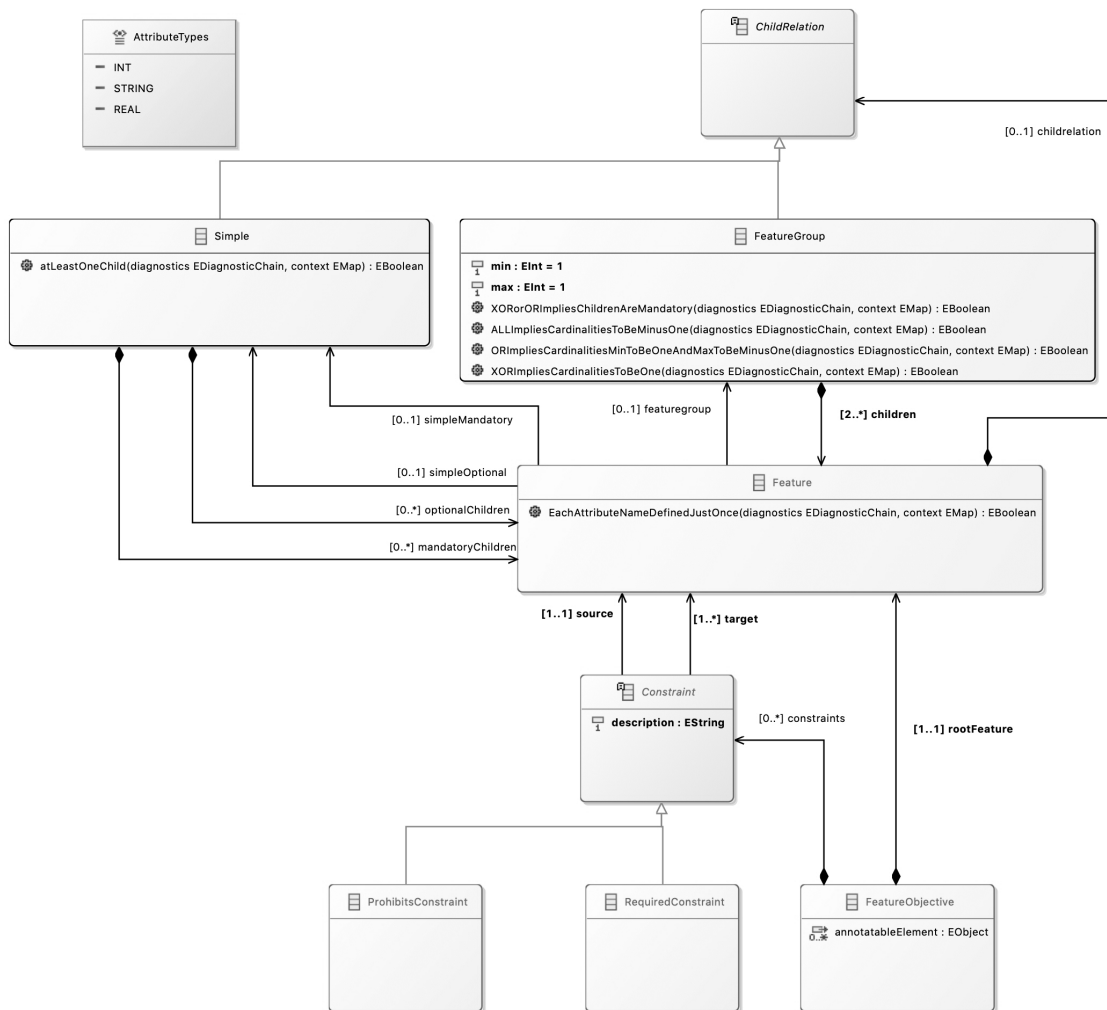 ChildRelation
AttributeTypes
INT
STRING
REAL
[0..1] childrelation
Simple
atLeastOneChild(diagnostics EDiagnosticChain, context EMap) : EBoolean
FeatureGroup
min : EInt = 1
max : EInt = 1
XORorORImpliesChildrenAreMandatory(diagnostics EDiagnosticChain, context EMap) : EBoolean
ALLImpliesCardinalitiesToBeMinusOne(diagnostics EDiagnosticChain, context EMap) : EBoolean
ORImpliesCardinalitiesMinToBeOneAndMaxToBeMinusOne(diagnostics EDiagnosticChain, context EMap) : EBoolean
XORImpliesCardinalitiesToBeOne(diagnostics EDiagnosticChain, context EMap) : EBoolean
[0..1] simpleMandatory
[0..1] featuregroup
[2..*] children
[0..1] simpleOptional
[0..*] optionalChildren
[0..*] mandatoryChildren
Feature
EachAttributeNameDefinedJustOnce(diagnostics EDiagnosticChain, context EMap) : EBoolean
[1..1] source
[1..*] target
Constraint
description : EString
[0..*] constraints
[1..1] rootFeature
ProhibitsConstraint
RequiredConstraint
FeatureObjective
0..* annotatableElement : EObject